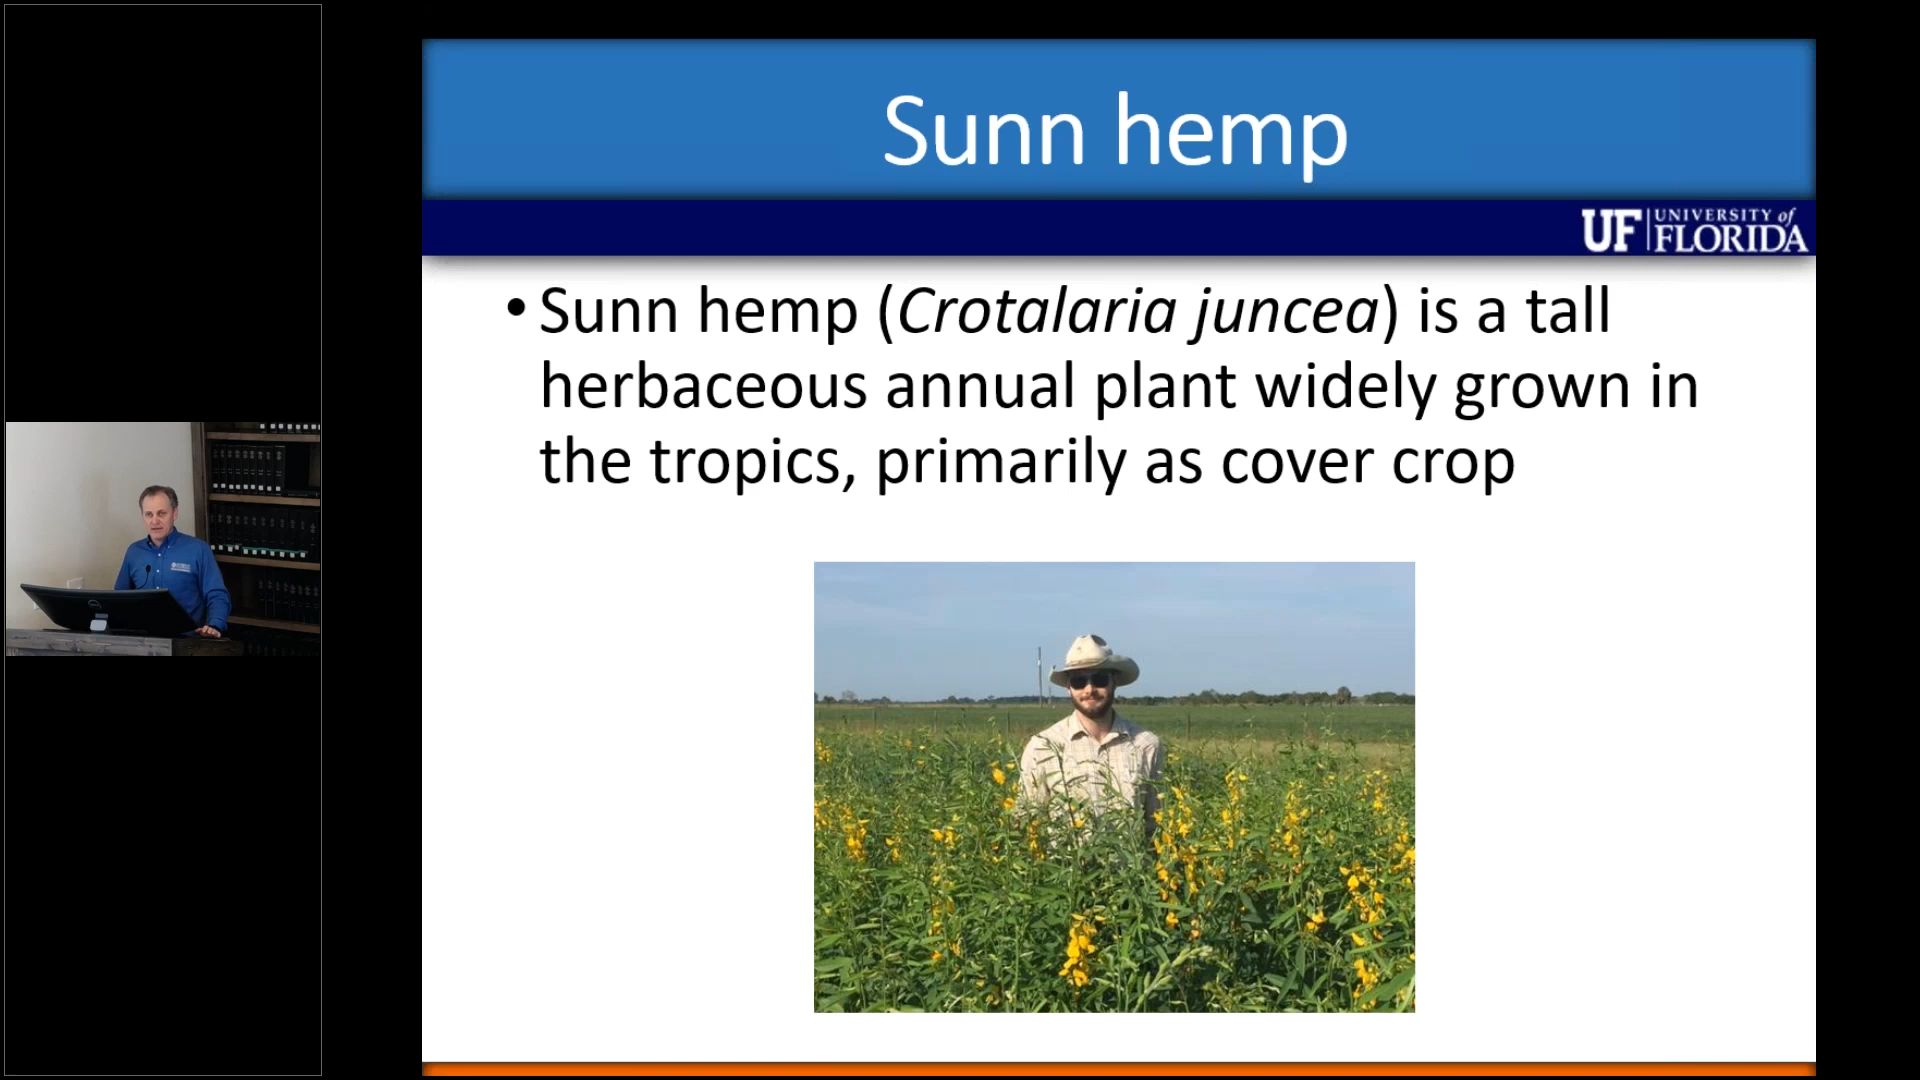 Sunn hemp
UF UNIVERSITY of FLORIDA
• Sunn hemp (Crotalaria juncea) is a tall
herbaceous annual plant widely grown in
the tropics, primarily as cover crop